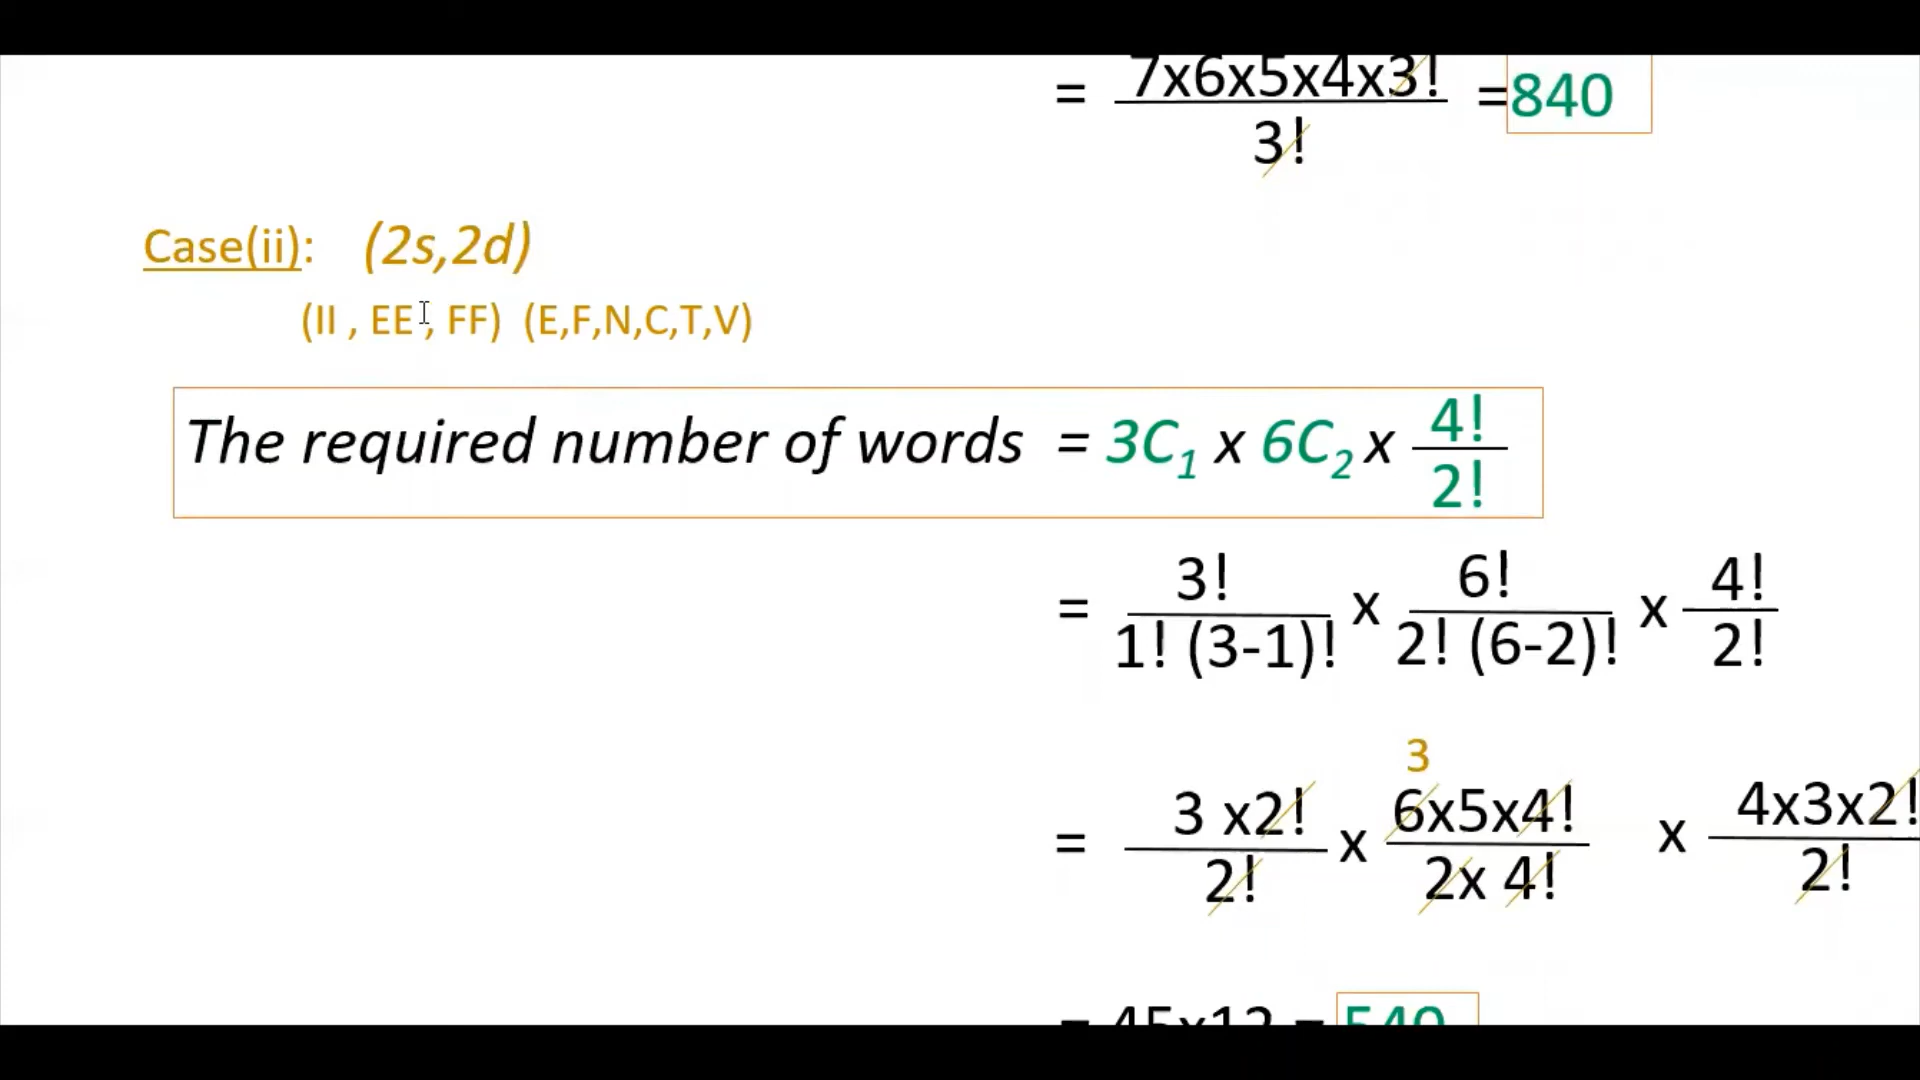 = 7x6x5x4x3! / 3! =840
Case(ii): (2s,2d)
(II , EE , FF) (E,F,N,C,T,V)
The required number of words = 3C₁ x 6C₂ x 4! / 2!
= 3! / 1! (3-1)! x 6! / 2! (6-2)! x 4! / 2!
3
= 3 x2! / 2! x 6x5x4! / 2x 4! x 4x3x2! / 2!
= 45x12 = 540